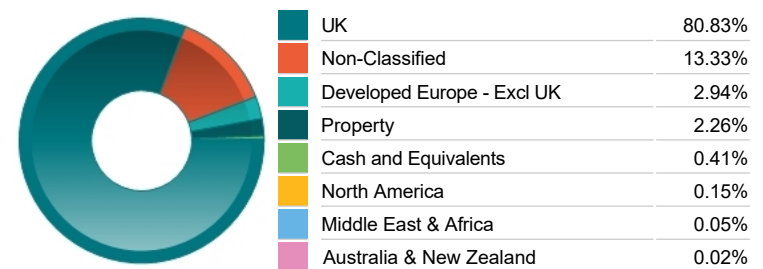 UK 80.83%
Non-Classified 13.33%
Developed Europe - Excl UK 2.94%
Property 2.26%
Cash and Equivalents 0.41%
North America 0.15%
Middle East & Africa 0.05%
Australia & New Zealand 0.02%